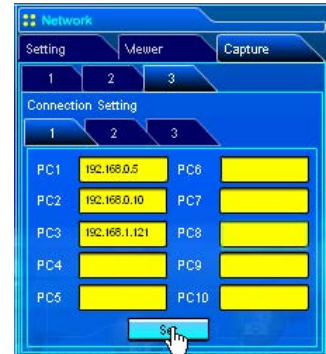 Network
Setting Viewer Capture
1 2 3
Connection Setting
1 2 3
PC1 192.168.0.5 PC6
PC2 192.168.0.10 PC7
PC3 192.168.1.121 PC8
PC4 PC9
PC5 PC10